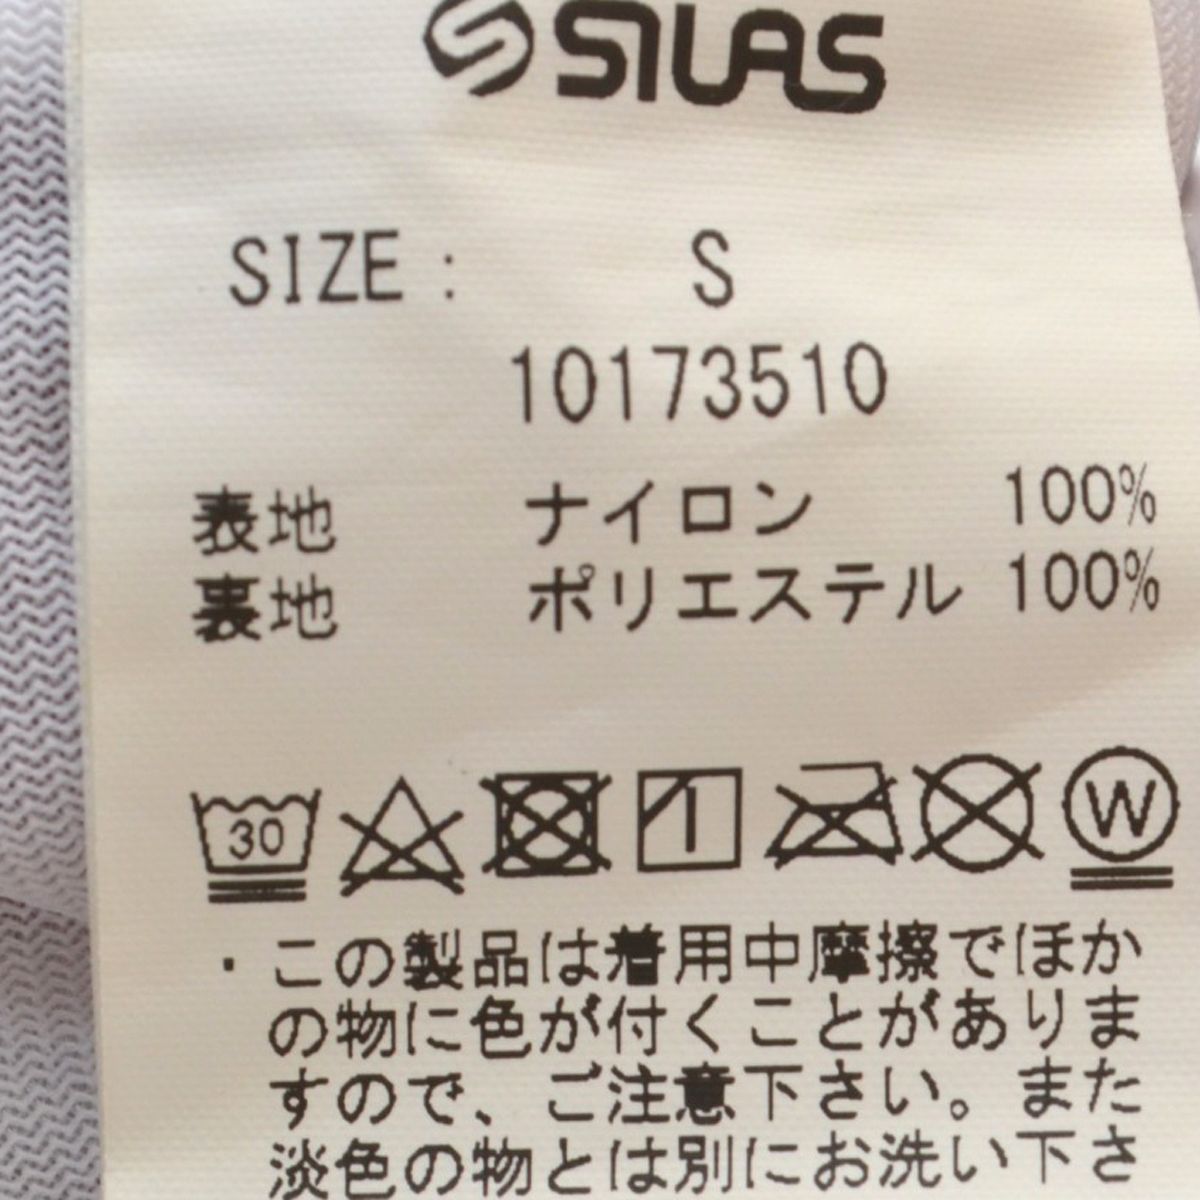 SILAS
SIZE : S
10173510
表地 ナイロン 100%
裏地 ポリエステル 100%
30 W
・この製品は着用中摩擦でほか
の物に色が付くことがありま
すので、ご注意下さい。また
淡色の物とは別にお洗い下さ